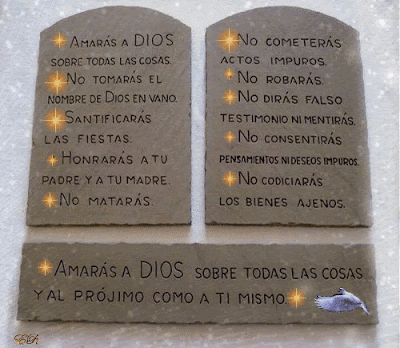 AMARÁS A DIOS
SOBRE TODAS LAS COSAS.
NO TOMARÁS EL
NOMBRE DE DIOS EN VANO.
SANTIFICARÁS
LAS FIESTAS.
HONRARÁS A TU
PADRE Y A TU MADRE.
NO MATARÁS.
NO COMETERÁS
ACTOS IMPUROS.
NO ROBARÁS.
NO DIRÁS FALSO
TESTIMONIO NI MENTIRÁS.
NO CONSENTIRÁS
PENSAMIENTOS NI DESEOS IMPUROS.
NO CODICIARÁS
LOS BIENES AJENOS.
AMARÁS A DIOS SOBRE TODAS LAS COSAS
Y AL PRÓJIMO COMO A TI MISMO.